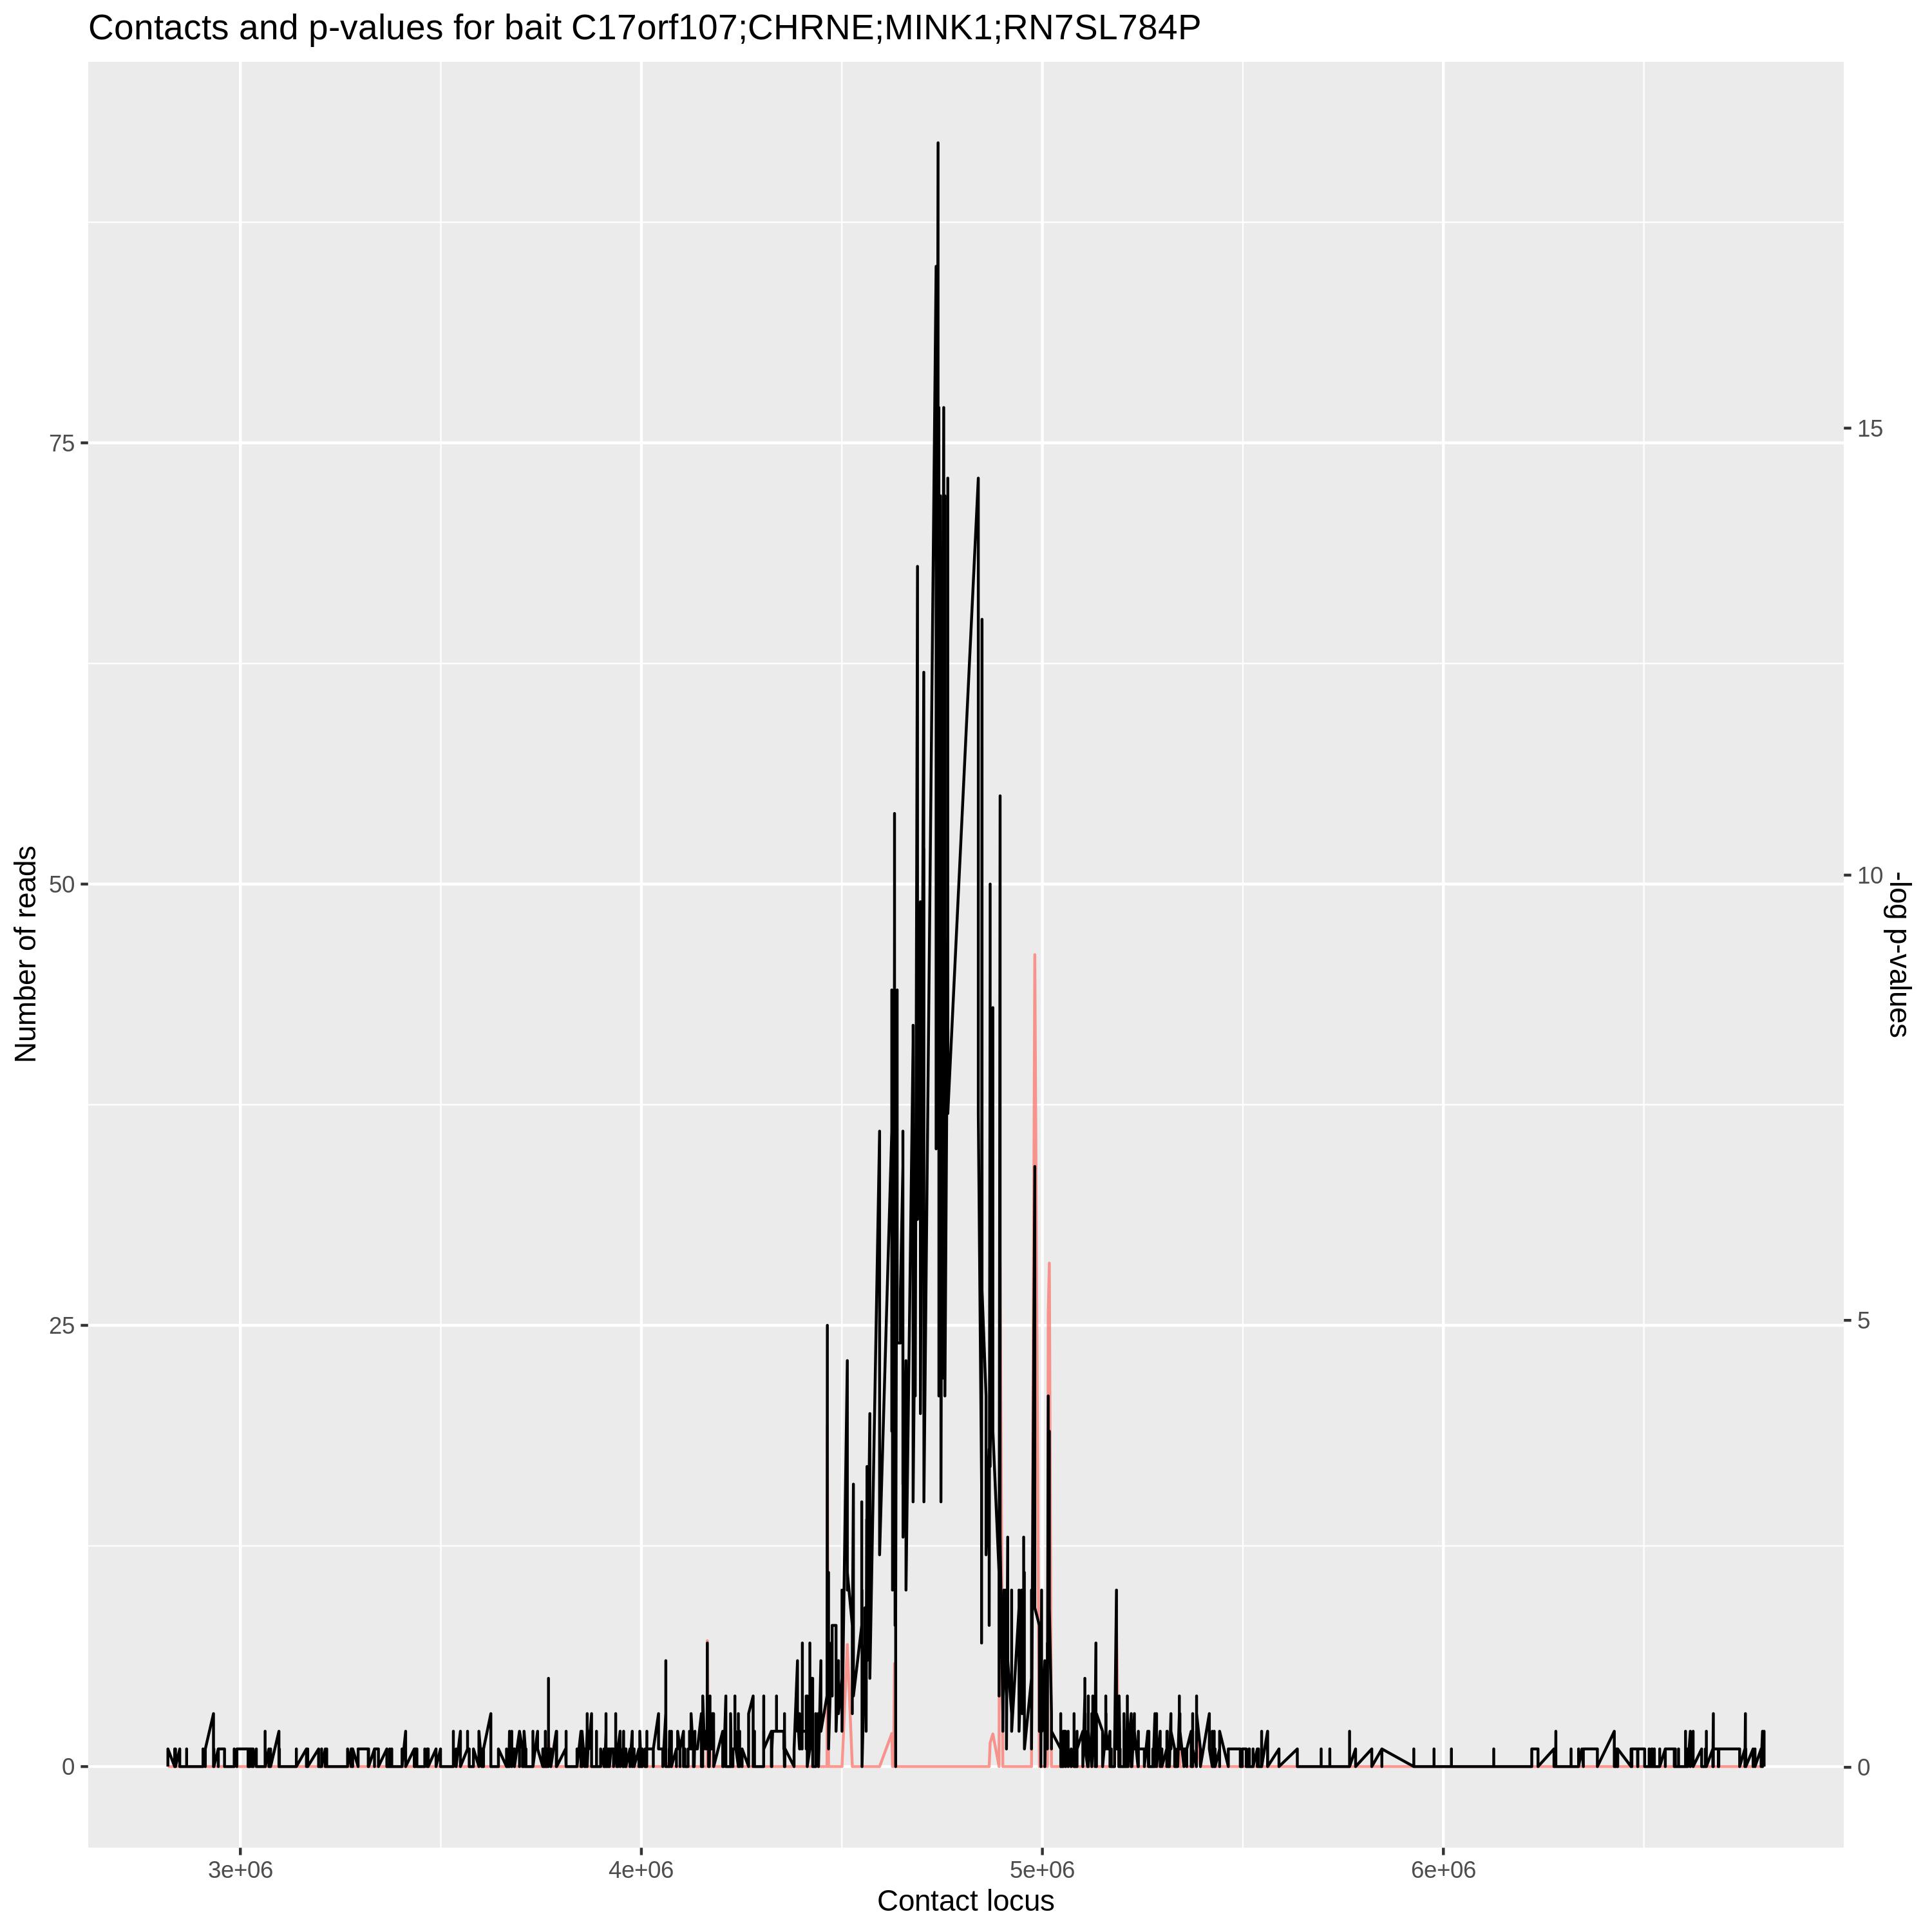 Contacts and p-values for bait C17orf107;CHRNE;MINK1;RN7SL784P
75
50
25
0
Number of reads
15
10
5
0
-log p-values
3e+06
4e+06
5e+06
6e+06
Contact locus